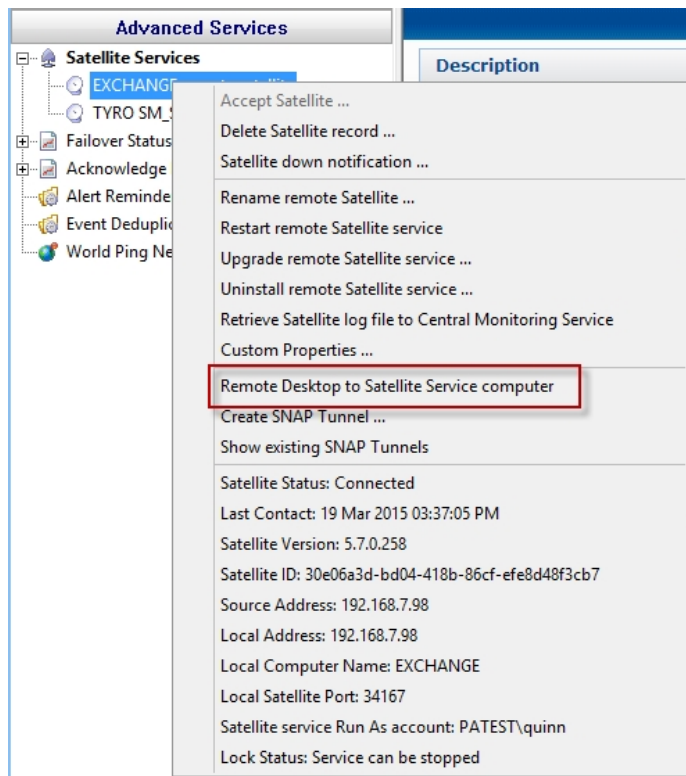 Advanced Services
Satellite Services
EXCHANGE
TYRO SM_
Failover Status
Acknowledge
Alert Reminde
Event Dedupli
World Ping Ne
Description
Accept Satellite ...
Delete Satellite record ...
Satellite down notification ...
Rename remote Satellite ...
Restart remote Satellite service
Upgrade remote Satellite service ...
Uninstall remote Satellite service ...
Retrieve Satellite log file to Central Monitoring Service
Custom Properties ...
Remote Desktop to Satellite Service computer
Create SNAP Tunnel ...
Show existing SNAP Tunnels
Satellite Status: Connected
Last Contact: 19 Mar 2015 03:37:05 PM
Satellite Version: 5.7.0.258
Satellite ID: 30e06a3d-bd04-418b-86cf-efe8d48f3cb7
Source Address: 192.168.7.98
Local Address: 192.168.7.98
Local Computer Name: EXCHANGE
Local Satellite Port: 34167
Satellite service Run As account: PATEST\quinn
Lock Status: Service can be stopped